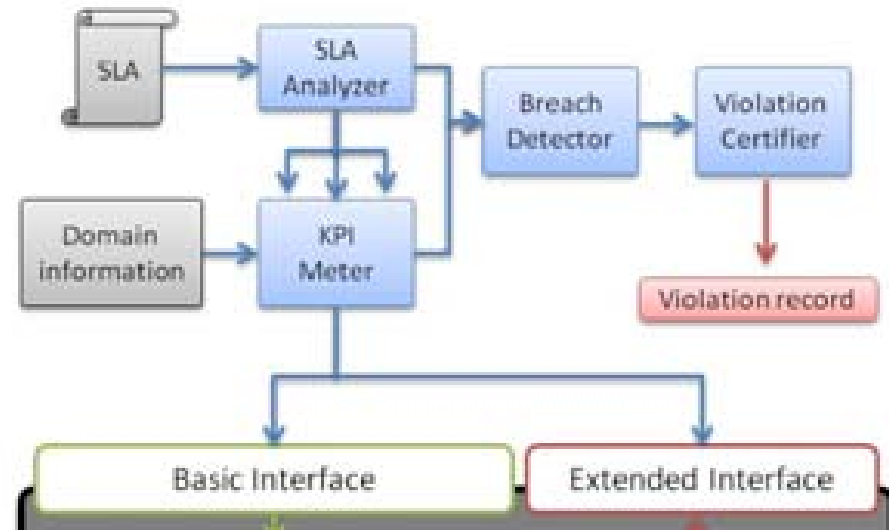 SLA
SLA
Analyzer
Breach
Detector
Violation
Certifier
Domain
information
KPI
Meter
Violation record
Basic Interface
Extended Interface